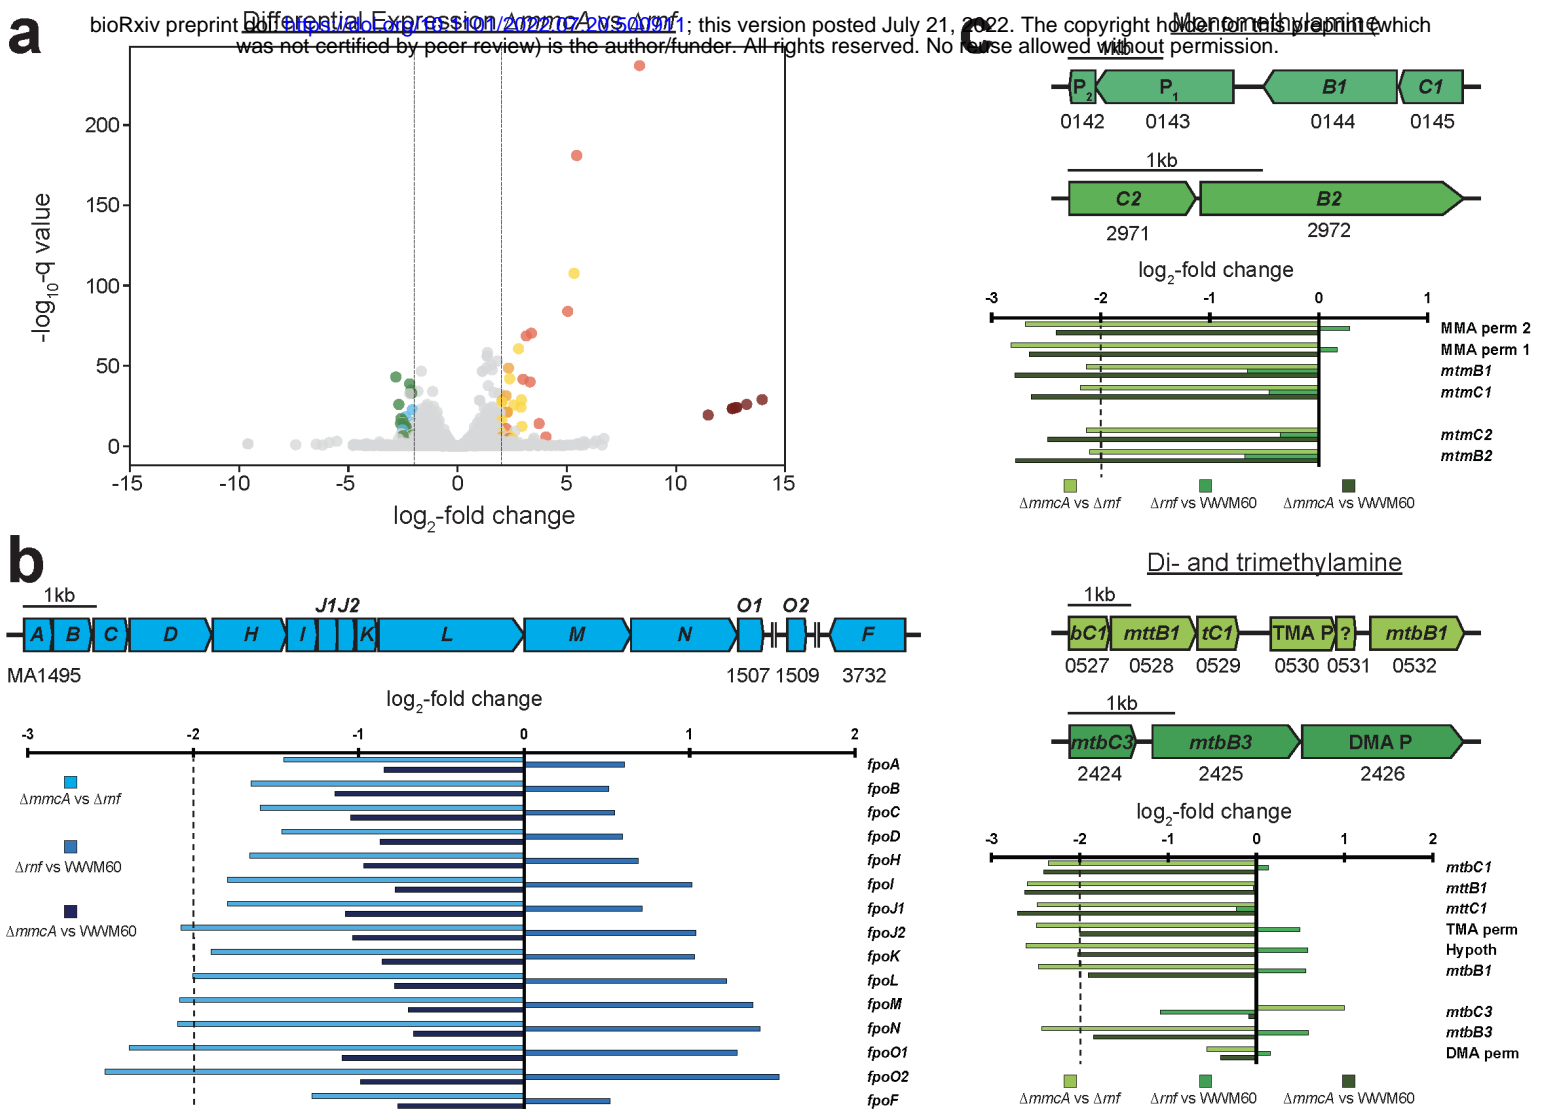 a
bioRxiv preprint doi: https://doi.org/10.1101/2022.07.20.500911; this version posted July 21, 2022. The copyright holder for this preprint (which
was not certified by peer review) is the author/funder. All rights reserved. No reuse allowed without permission.
Differential Expression ΔmmcA vs Δrnf
-log10-q value
200
150
100
50
0
-15 -10 -5 0 5 10 15
log2-fold change
b
1kb
J1 J2 O1 O2
A B C D H I K L M N F
MA1495 1507 1509 3732
log2-fold change
-3 -2 -1 0 1 2
ΔmmcA vs Δrnf
Δrnf vs WWM60
ΔmmcA vs WWM60
fpoA
fpoB
fpoC
fpoD
fpoH
fpoI
fpoJ1
fpoJ2
fpoK
fpoL
fpoM
fpoN
fpoO1
fpoO2
fpoF
c
Monomethylamine
1kb
P2 P1 B1 C1
0142 0143 0144 0145
1kb
C2 B2
2971 2972
log2-fold change
-3 -2 -1 0 1
MMA perm 2
MMA perm 1
mtmB1
mtmC1
mtmC2
mtmB2
ΔmmcA vs Δrnf Δrnf vs WWM60 ΔmmcA vs WWM60
Di- and trimethylamine
1kb
bC1 mttB1 tC1 TMA P ? mtbB1
0527 0528 0529 0530 0531 0532
1kb
mtbC3 mtbB3 DMA P
2424 2425 2426
log2-fold change
-3 -2 -1 0 1 2
mtbC1
mttB1
mttC1
TMA perm
Hypoth
mtbB1
mtbC3
mtbB3
DMA perm
ΔmmcA vs Δrnf Δrnf vs WWM60 ΔmmcA vs WWM60